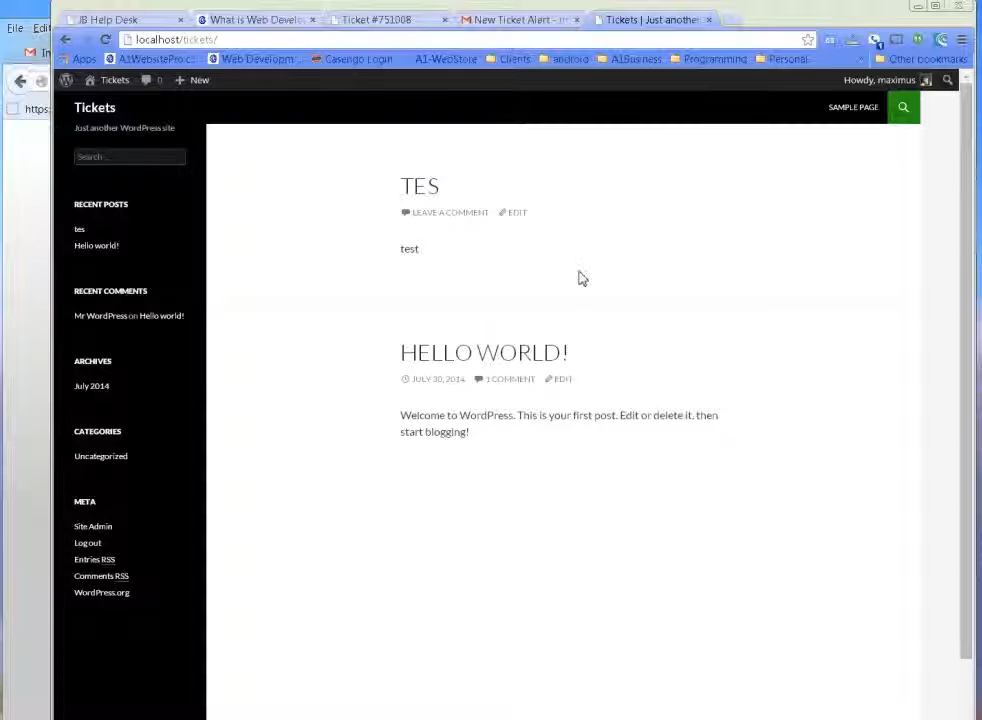 File Edit
JB Help Desk
What is Web Develo
Ticket #751008
New Ticket Alert -
Tickets | Just anothe
localhost/tickets/
Apps
A1WebsitePro.c
Web Developm
Casengo Login
A1-WebStore
Clients
android
A1Business
Programming
Personal
Other bookmarks
https:
Tickets
0
New
Howdy, maximus
Tickets
SAMPLE PAGE
Just another WordPress site
Search ...
RECENT POSTS
tes
Hello world!
RECENT COMMENTS
Mr WordPress on Hello world!
ARCHIVES
July 2014
CATEGORIES
Uncategorized
META
Site Admin
Log out
Entries RSS
Comments RSS
WordPress.org
TES
LEAVE A COMMENT EDIT
test
HELLO WORLD!
JULY 30, 2014 1 COMMENT EDIT
Welcome to WordPress. This is your first post. Edit or delete it, then
start blogging!